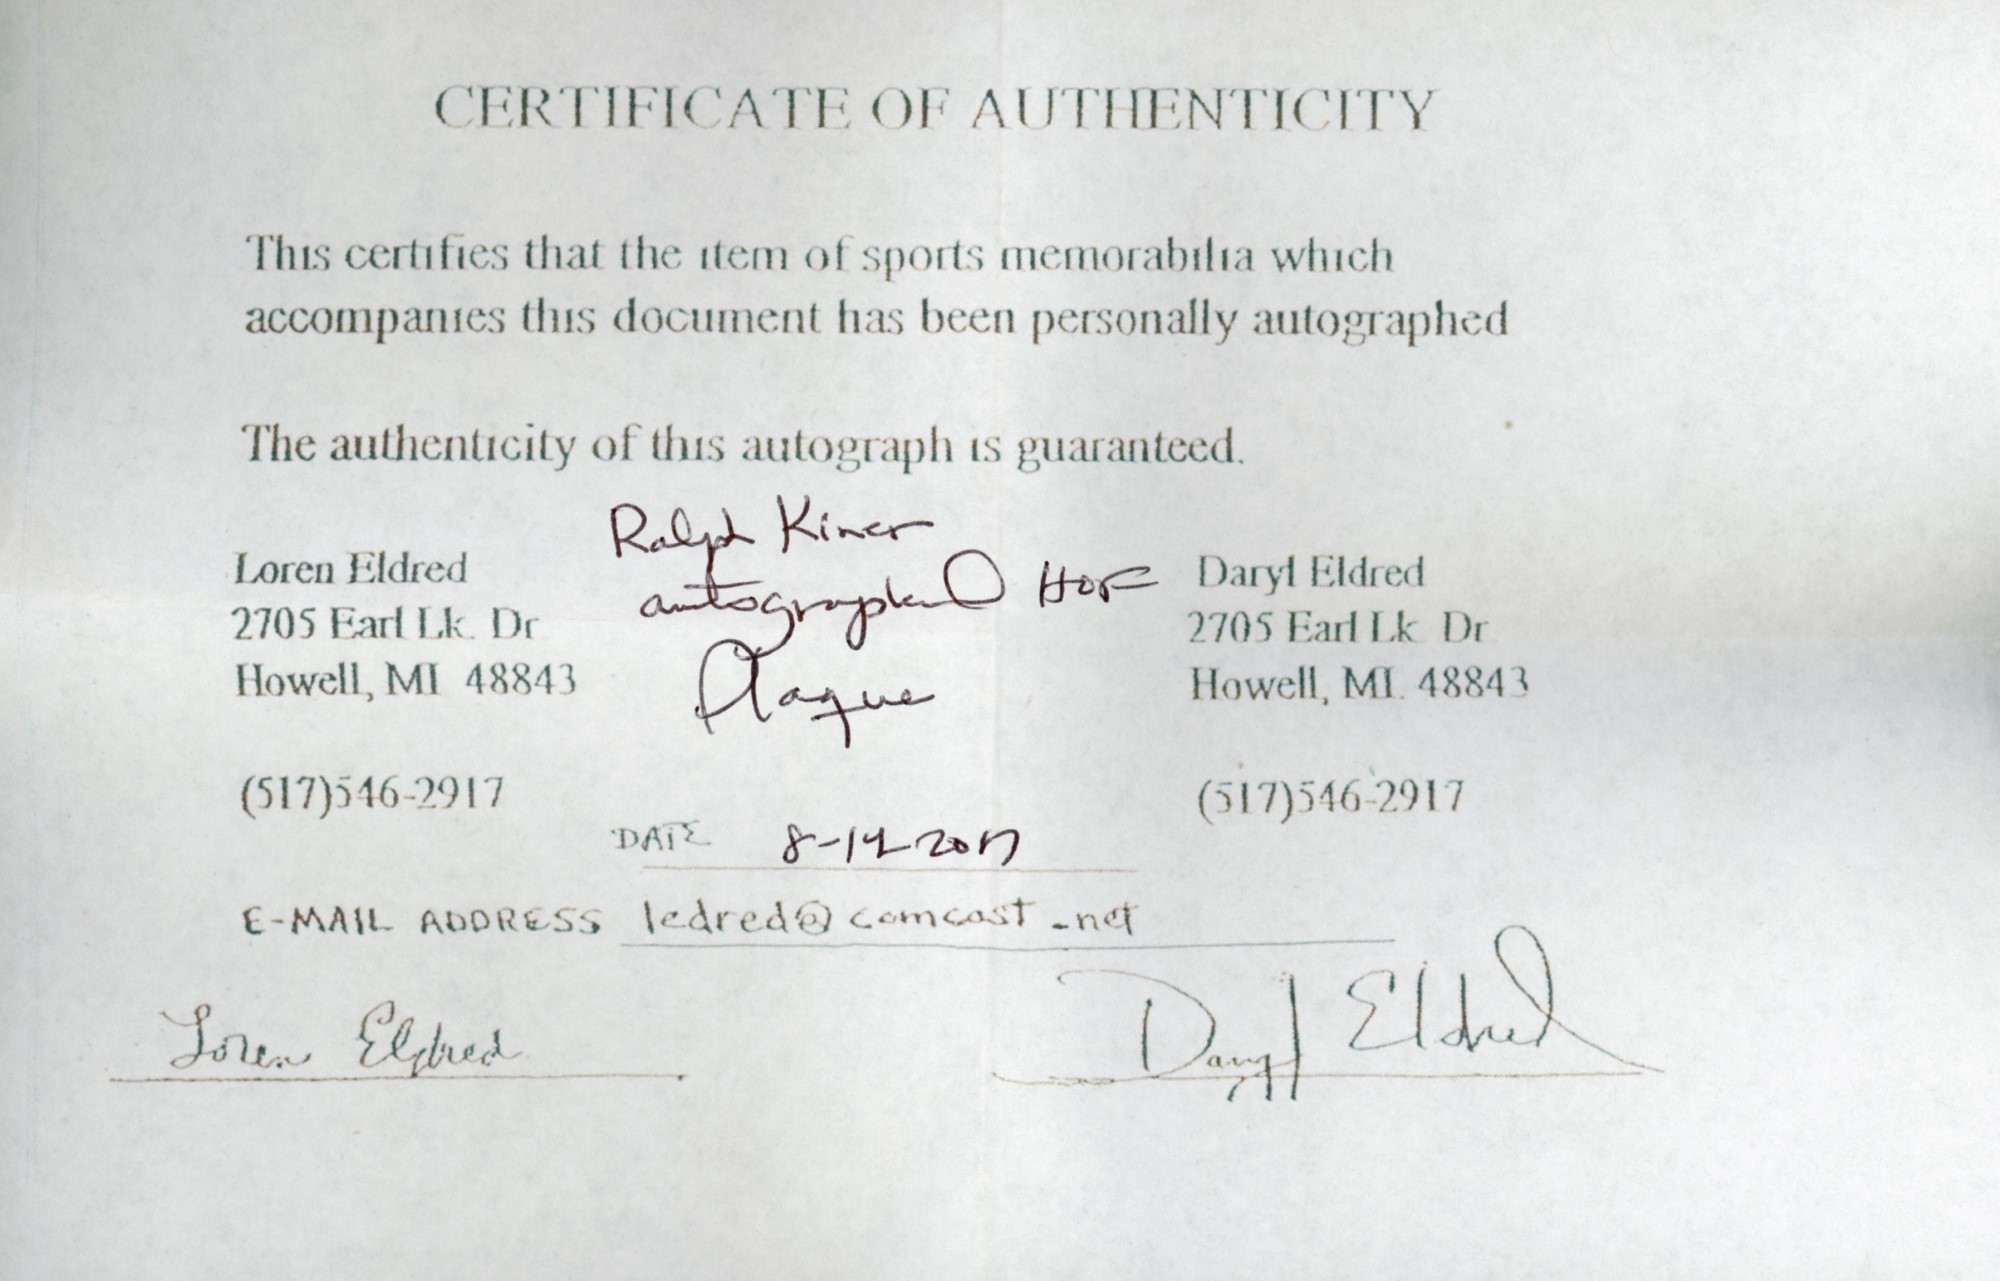 CERTIFICATE OF AUTHENTICITY
This certifies that the item of sports memorabilia which
accompanies this document has been personally autographed
The authenticity of this autograph is guaranteed.
Ralph Kiner
autographed HOF
Plaque
Loren Eldred
2705 Earl Lk. Dr
Howell, MI 48843
(517)546-2917
Daryl Eldred
2705 Earl Lk Dr
Howell, MI. 48843
(517)546-2917
DATE 8-14-2017
E-MAIL ADDRESS ledred@comcast.net
Loren Eldred
Daryl Eldred